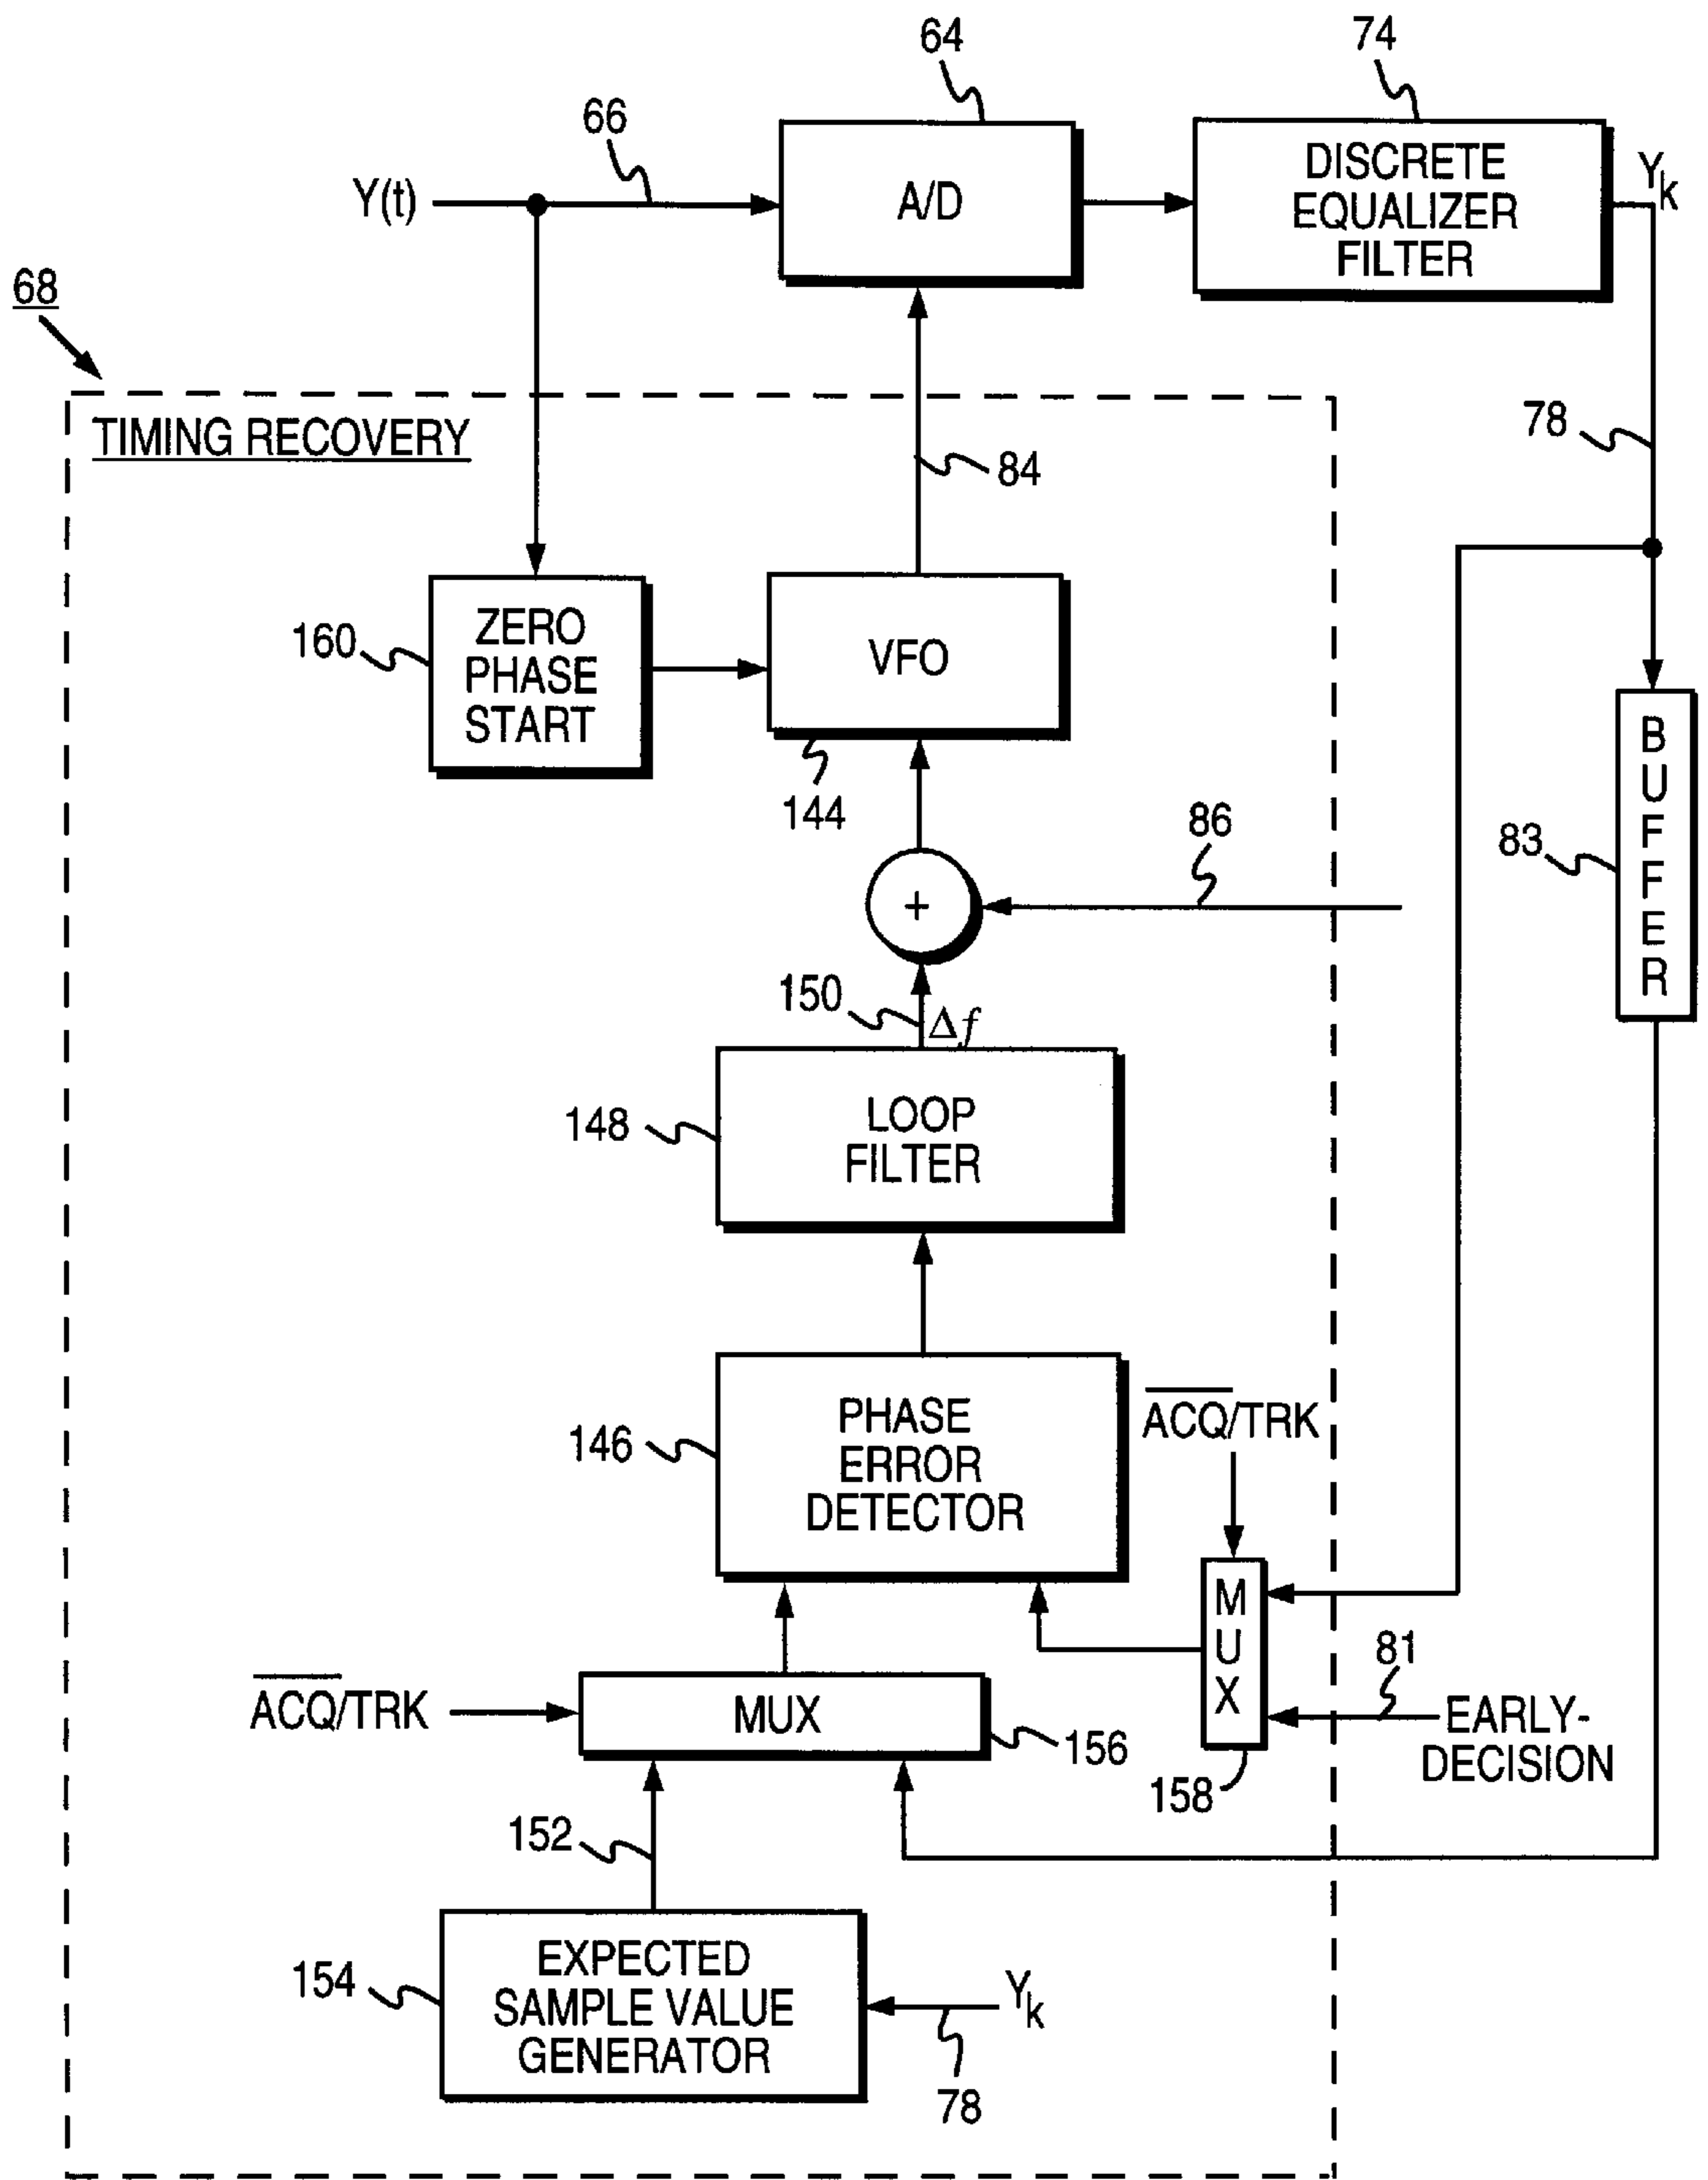 64
74
66
Y(t)
A/D
DISCRETE
EQUALIZER
FILTER
Yk
68
TIMING RECOVERY
78
84
160
ZERO
PHASE
START
VFO
144
86
83
BUFFER
+
150
Δf
148
LOOP
FILTER
146
PHASE
ERROR
DETECTOR
A̅C̅Q̅/TRK
MUX
81
EARLY-
DECISION
158
A̅C̅Q̅/TRK
MUX
156
152
154
EXPECTED
SAMPLE VALUE
GENERATOR
Yk
78